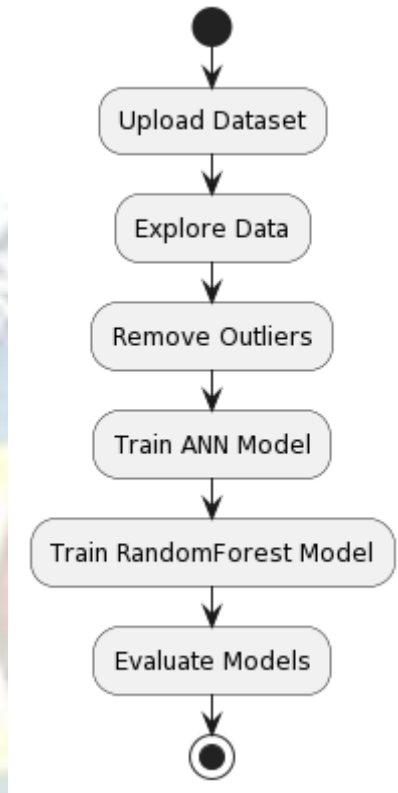 Upload Dataset
Explore Data
Remove Outliers
Train ANN Model
Train RandomForest Model
Evaluate Models